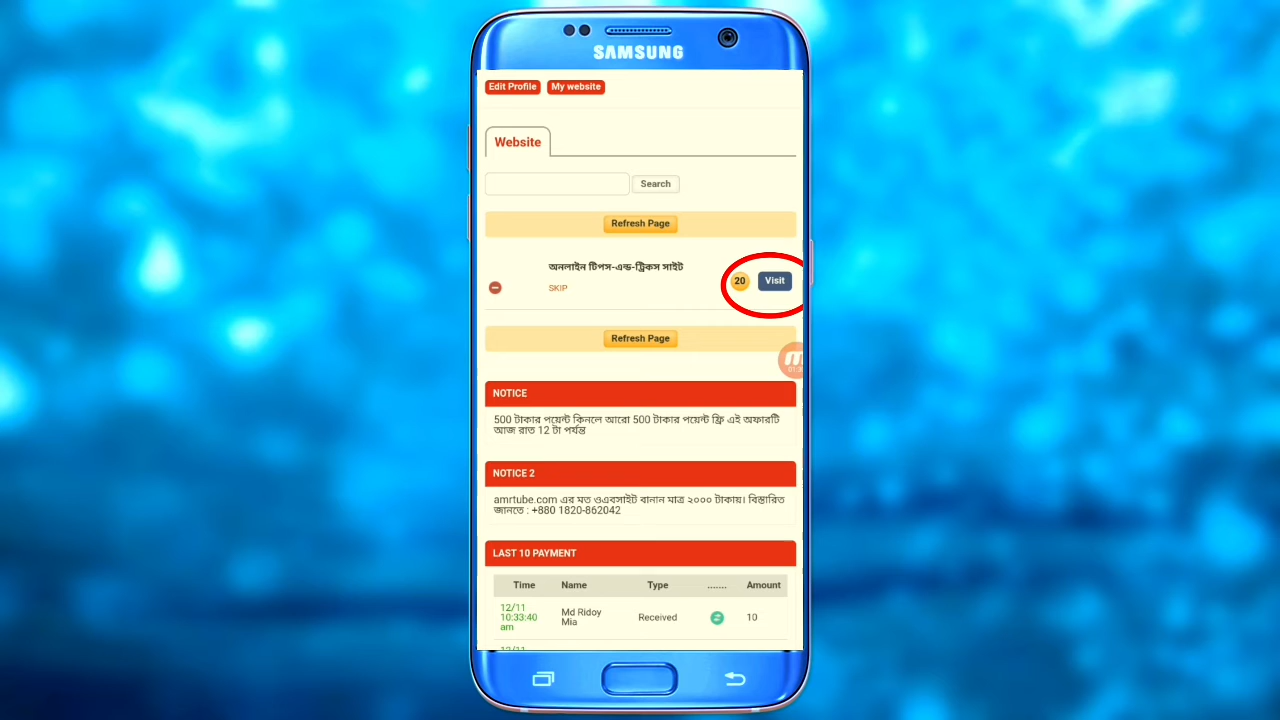 SAMSUNG
Edit Profile My website
Website
Search
Refresh Page
অনলাইন টিপস-এন্ড-ট্রিকস সাইট
20 Visit
SKIP
Refresh Page
NOTICE
500 টাকার পয়েন্ট কিনলে আরো 500 টাকার পয়েন্ট ফ্রি এই অফারটি
আজ রাত 12 টা পর্যন্ত
NOTICE 2
amrtube.com এর মত ওএবসাইট বানান মাত্র ২০০০ টাকায়। বিস্তারিত
জানতে : +880 1820-862042
LAST 10 PAYMENT
Time Name Type ....... Amount
12/11
10:33:40
am
Md Ridoy
Mia
Received
10